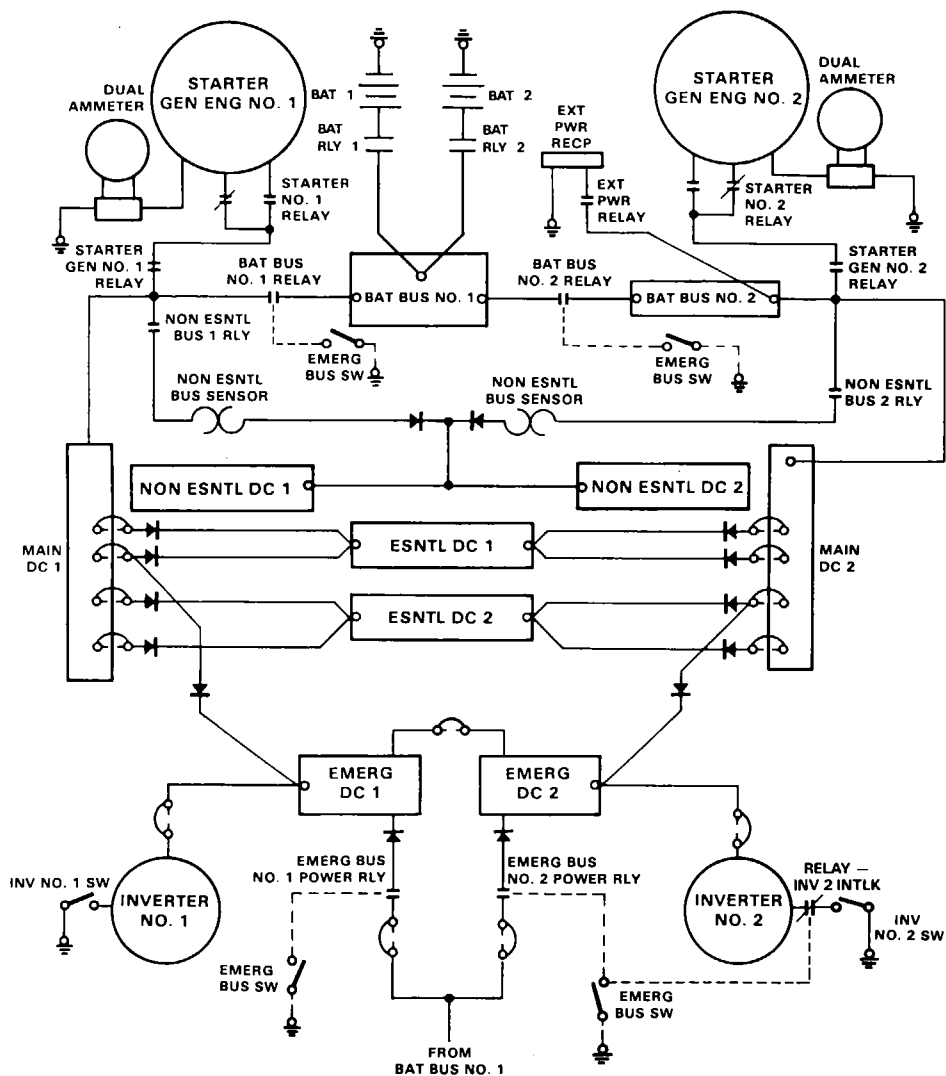 STARTER
GEN ENG NO. 1
DUAL
AMMETER
BAT 1
BAT 2
BAT
RLY 1
BAT
RLY 2
EXT
PWR
RECP
EXT
PWR
RELAY
STARTER
GEN ENG NO. 2
DUAL
AMMETER
STARTER
NO. 1
RELAY
STARTER
NO. 2
RELAY
STARTER
GEN NO. 1
RELAY
BAT BUS
NO. 1 RELAY
BAT BUS NO. 1
BAT BUS
NO. 2 RELAY
BAT BUS NO. 2
STARTER
GEN NO. 2
RELAY
NON ESNTL
BUS 1 RLY
EMERG
BUS SW
EMERG
BUS SW
NON ESNTL
BUS SENSOR
NON ESNTL
BUS SENSOR
NON ESNTL
BUS 2 RLY
NON ESNTL DC 1
NON ESNTL DC 2
MAIN
DC 1
ESNTL DC 1
MAIN
DC 2
ESNTL DC 2
EMERG
DC 1
EMERG
DC 2
EMERG BUS
NO. 1 POWER RLY
EMERG BUS
NO. 2 POWER RLY
INV NO. 1 SW
INVERTER
NO. 1
INVERTER
NO. 2
RELAY –
INV 2 INTLK
INV
NO. 2 SW
EMERG
BUS SW
EMERG
BUS SW
FROM
BAT BUS NO. 1